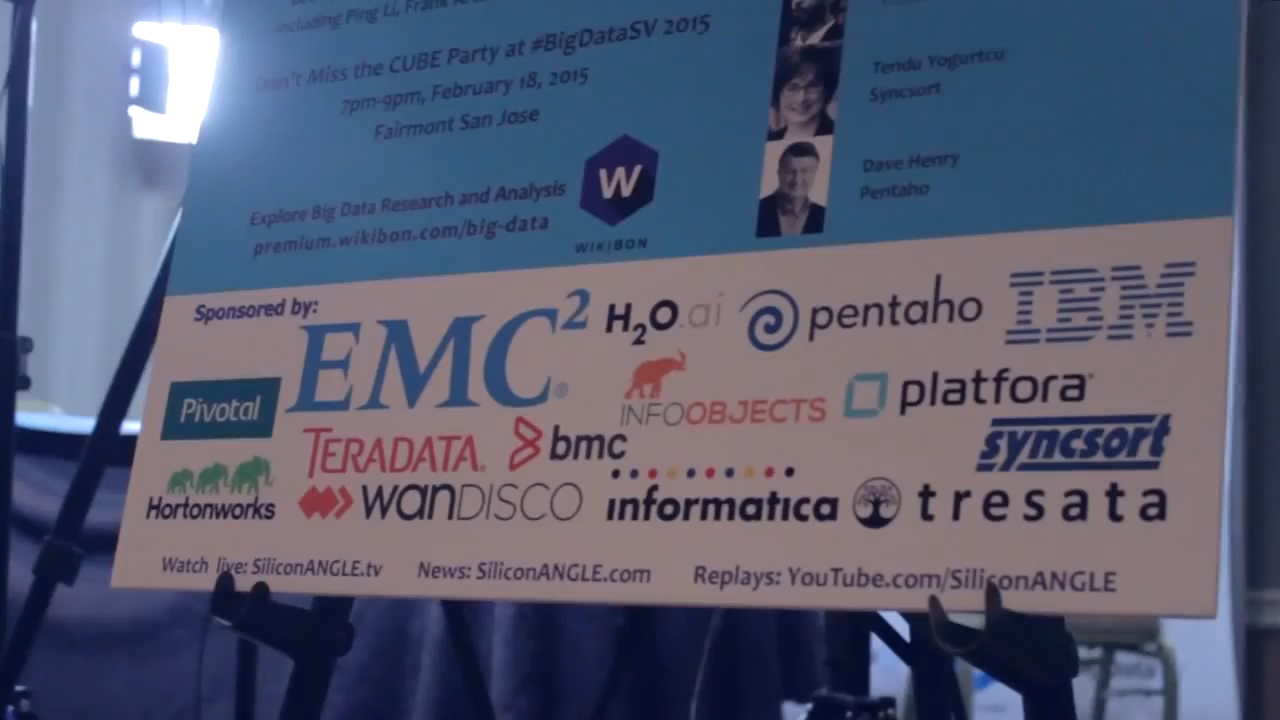 including Ping Li, Frank
Don't Miss the CUBE Party at #BigDataSV 2015
7pm-9pm, February 18, 2015
Fairmont San Jose
Explore Big Data Research and Analysis
premium.wikibon.com/big-data
W
WIKIBON
Tendu Yogurtcu
Syncsort
Dave Henry
Pentaho
Sponsored by:
EMC²®
H2O.ai
pentaho
IBM
Pivotal
INFOOBJECTS
platfora
TERADATA.
bmc
syncsort
Hortonworks
WANDISCO
informatica
tresata
Watch live: SiliconANGLE.tv
News: SiliconANGLE.com
Replays: YouTube.com/SiliconANGLE